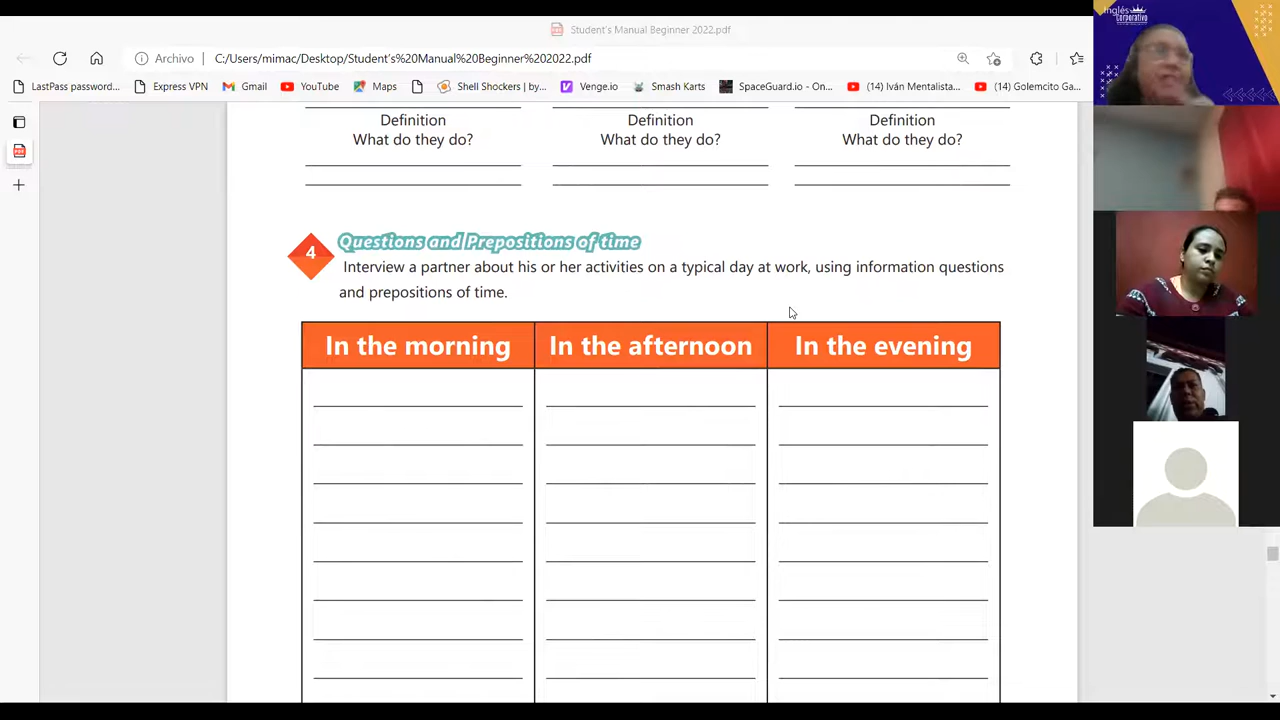 Student's Manual Beginner 2022.pdf
Archivo C:/Users/mimac/Desktop/Student's%20Manual%20Beginner%202022.pdf
LastPass password... Express VPN Gmail YouTube Maps Shell Shockers | by... Venge.io Smash Karts SpaceGuard.io - On... (14) Iván Mentalista... (14) Golemcito Ga...
Inglés
Corporativo
Definition Definition Definition
What do they do? What do they do? What do they do?
4 Questions and Prepositions of time
Interview a partner about his or her activities on a typical day at work, using information questions
and prepositions of time.
In the morning In the afternoon In the evening